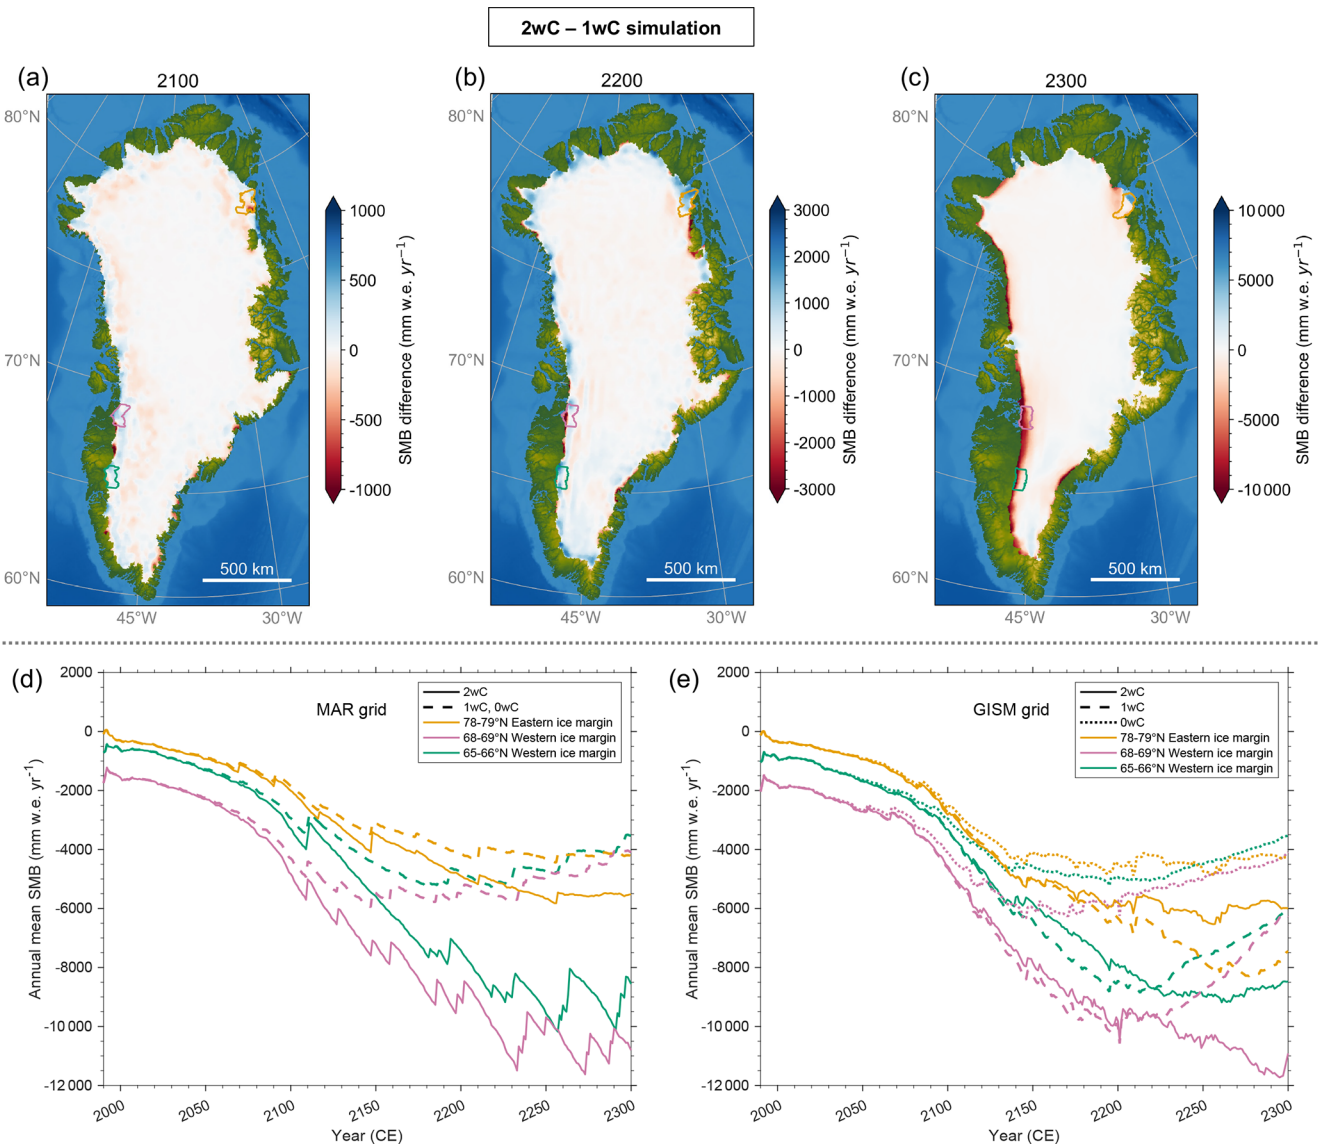 2wC – 1wC simulation
(a)
2100
(b)
2200
(c)
2300
80°N
70°N
60°N
45°W
30°W
500 km
1000
500
0
-500
-1000
SMB difference (mm w.e. yr−1)
80°N
70°N
60°N
45°W
30°W
500 km
3000
2000
1000
0
-1000
-2000
-3000
SMB difference (mm w.e. yr−1)
80°N
70°N
60°N
45°W
30°W
500 km
10 000
5000
0
-5000
-10 000
SMB difference (mm w.e. yr−1)
(d)
MAR grid
2wC
1wC, 0wC
78-79°N Eastern ice margin
68-69°N Western ice margin
65-66°N Western ice margin
2000
0
-2000
-4000
-6000
-8000
-10 000
-12 000
Annual mean SMB (mm w.e. yr-1)
2000
2050
2100
2150
2200
2250
2300
Year (CE)
(e)
GISM grid
2wC
1wC
0wC
78-79°N Eastern ice margin
68-69°N Western ice margin
65-66°N Western ice margin
2000
0
-2000
-4000
-6000
-8000
-10 000
-12 000
Annual mean SMB (mm w.e. yr-1)
2000
2050
2100
2150
2200
2250
2300
Year (CE)